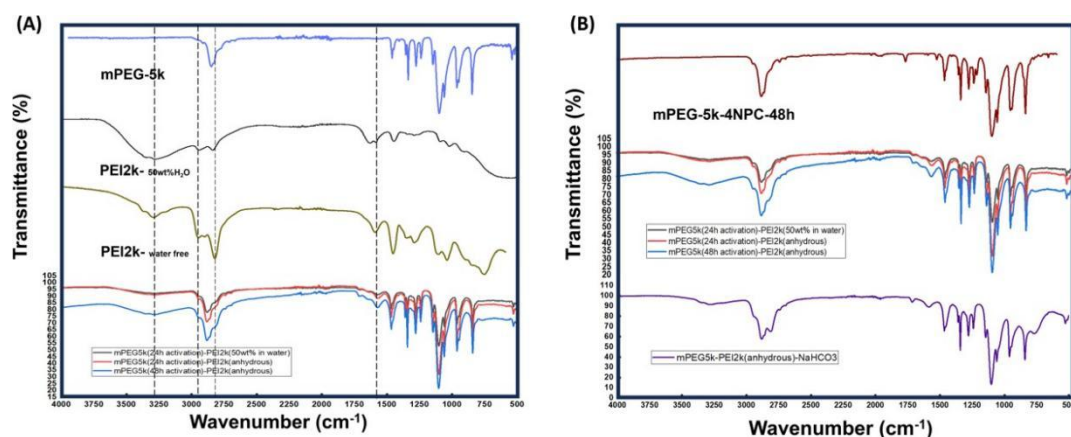 (A)
Transmittance (%)
mPEG-5k
PEI2k- 50wt%H₂O
PEI2k- water free
105
95
90
85
80
75
70
65
60
55
50
45
40
35
30
25
20
15
mPEG5k(24h activation)-PEI2k(50wt% in water)
mPEG5k(24h activation)-PEI2k(anhydrous)
mPEG5k(48h activation)-PEI2k(anhydrous)
4000 3750 3250 2750 2500 2250 2000 1750 1500 1250 1000 750 500
Wavenumber (cm⁻¹)
(B)
Transmittance (%)
mPEG-5k-4NPC-48h
105
95
90
85
80
75
70
65
60
55
50
45
40
35
30
25
20
mPEG5k(24h activation)-PEI2k(50wt% in water)
mPEG5k(24h activation)-PEI2k(anhydrous)
mPEG5k(48h activation)-PEI2k(anhydrous)
100
90
80
70
60
50
40
30
20
10
0
mPEG5k-PEI2k(anhydrous)-NaHCO3
4000 3750 3250 2750 2500 2250 2000 1750 1500 1250 1000 750 500
Wavenumber (cm⁻¹)